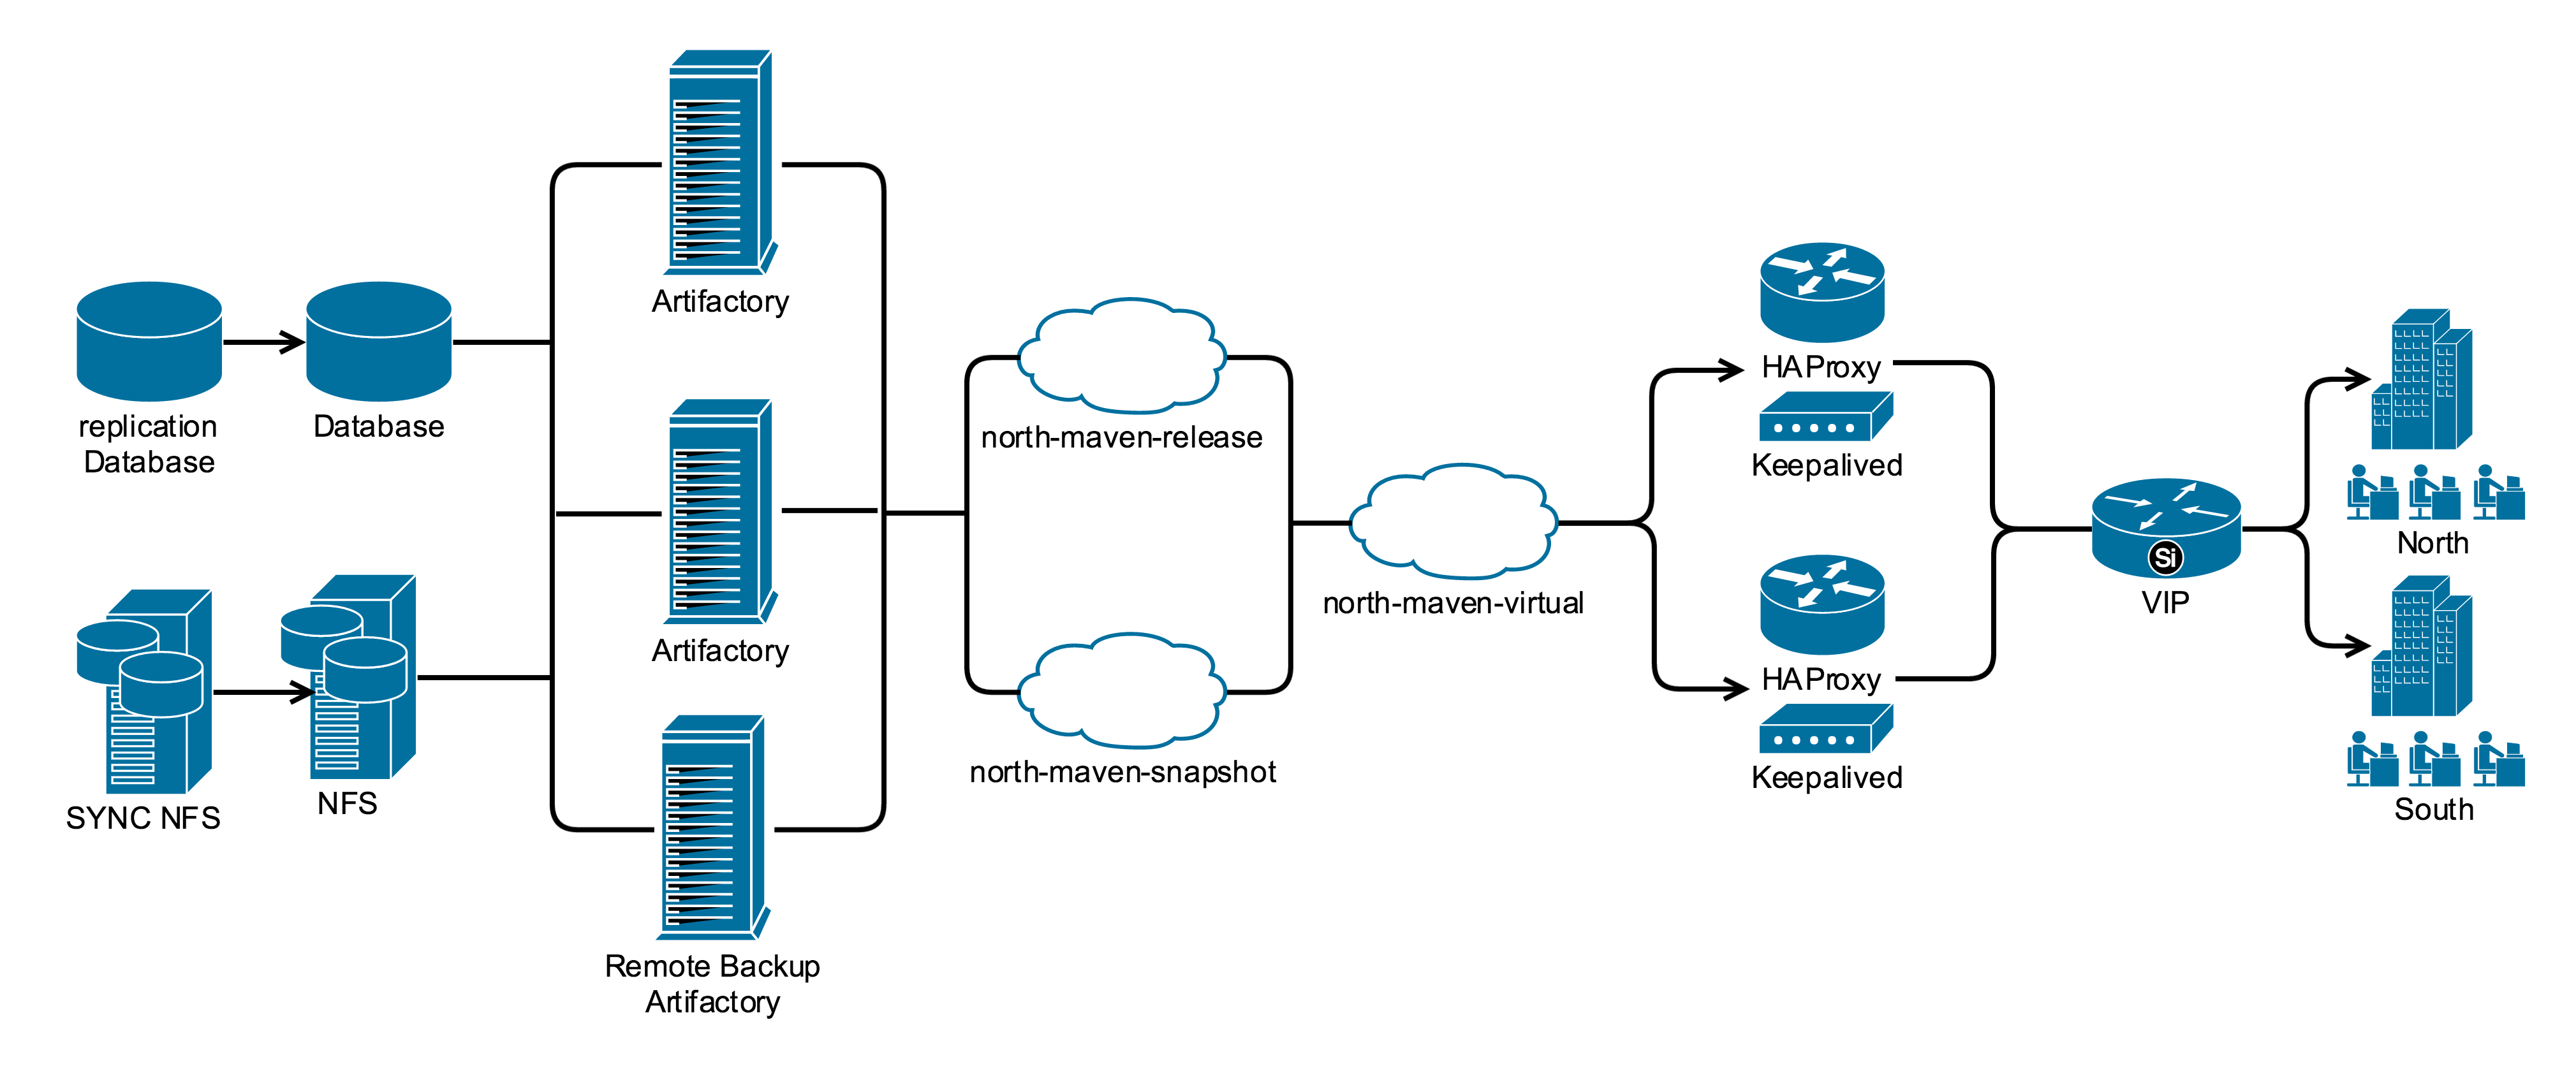 replication
Database
Database
SYNC NFS
NFS
Artifactory
Artifactory
Remote Backup
Artifactory
north-maven-release
north-maven-snapshot
north-maven-virtual
HAProxy
Keepalived
HAProxy
Keepalived
Si
VIP
North
South